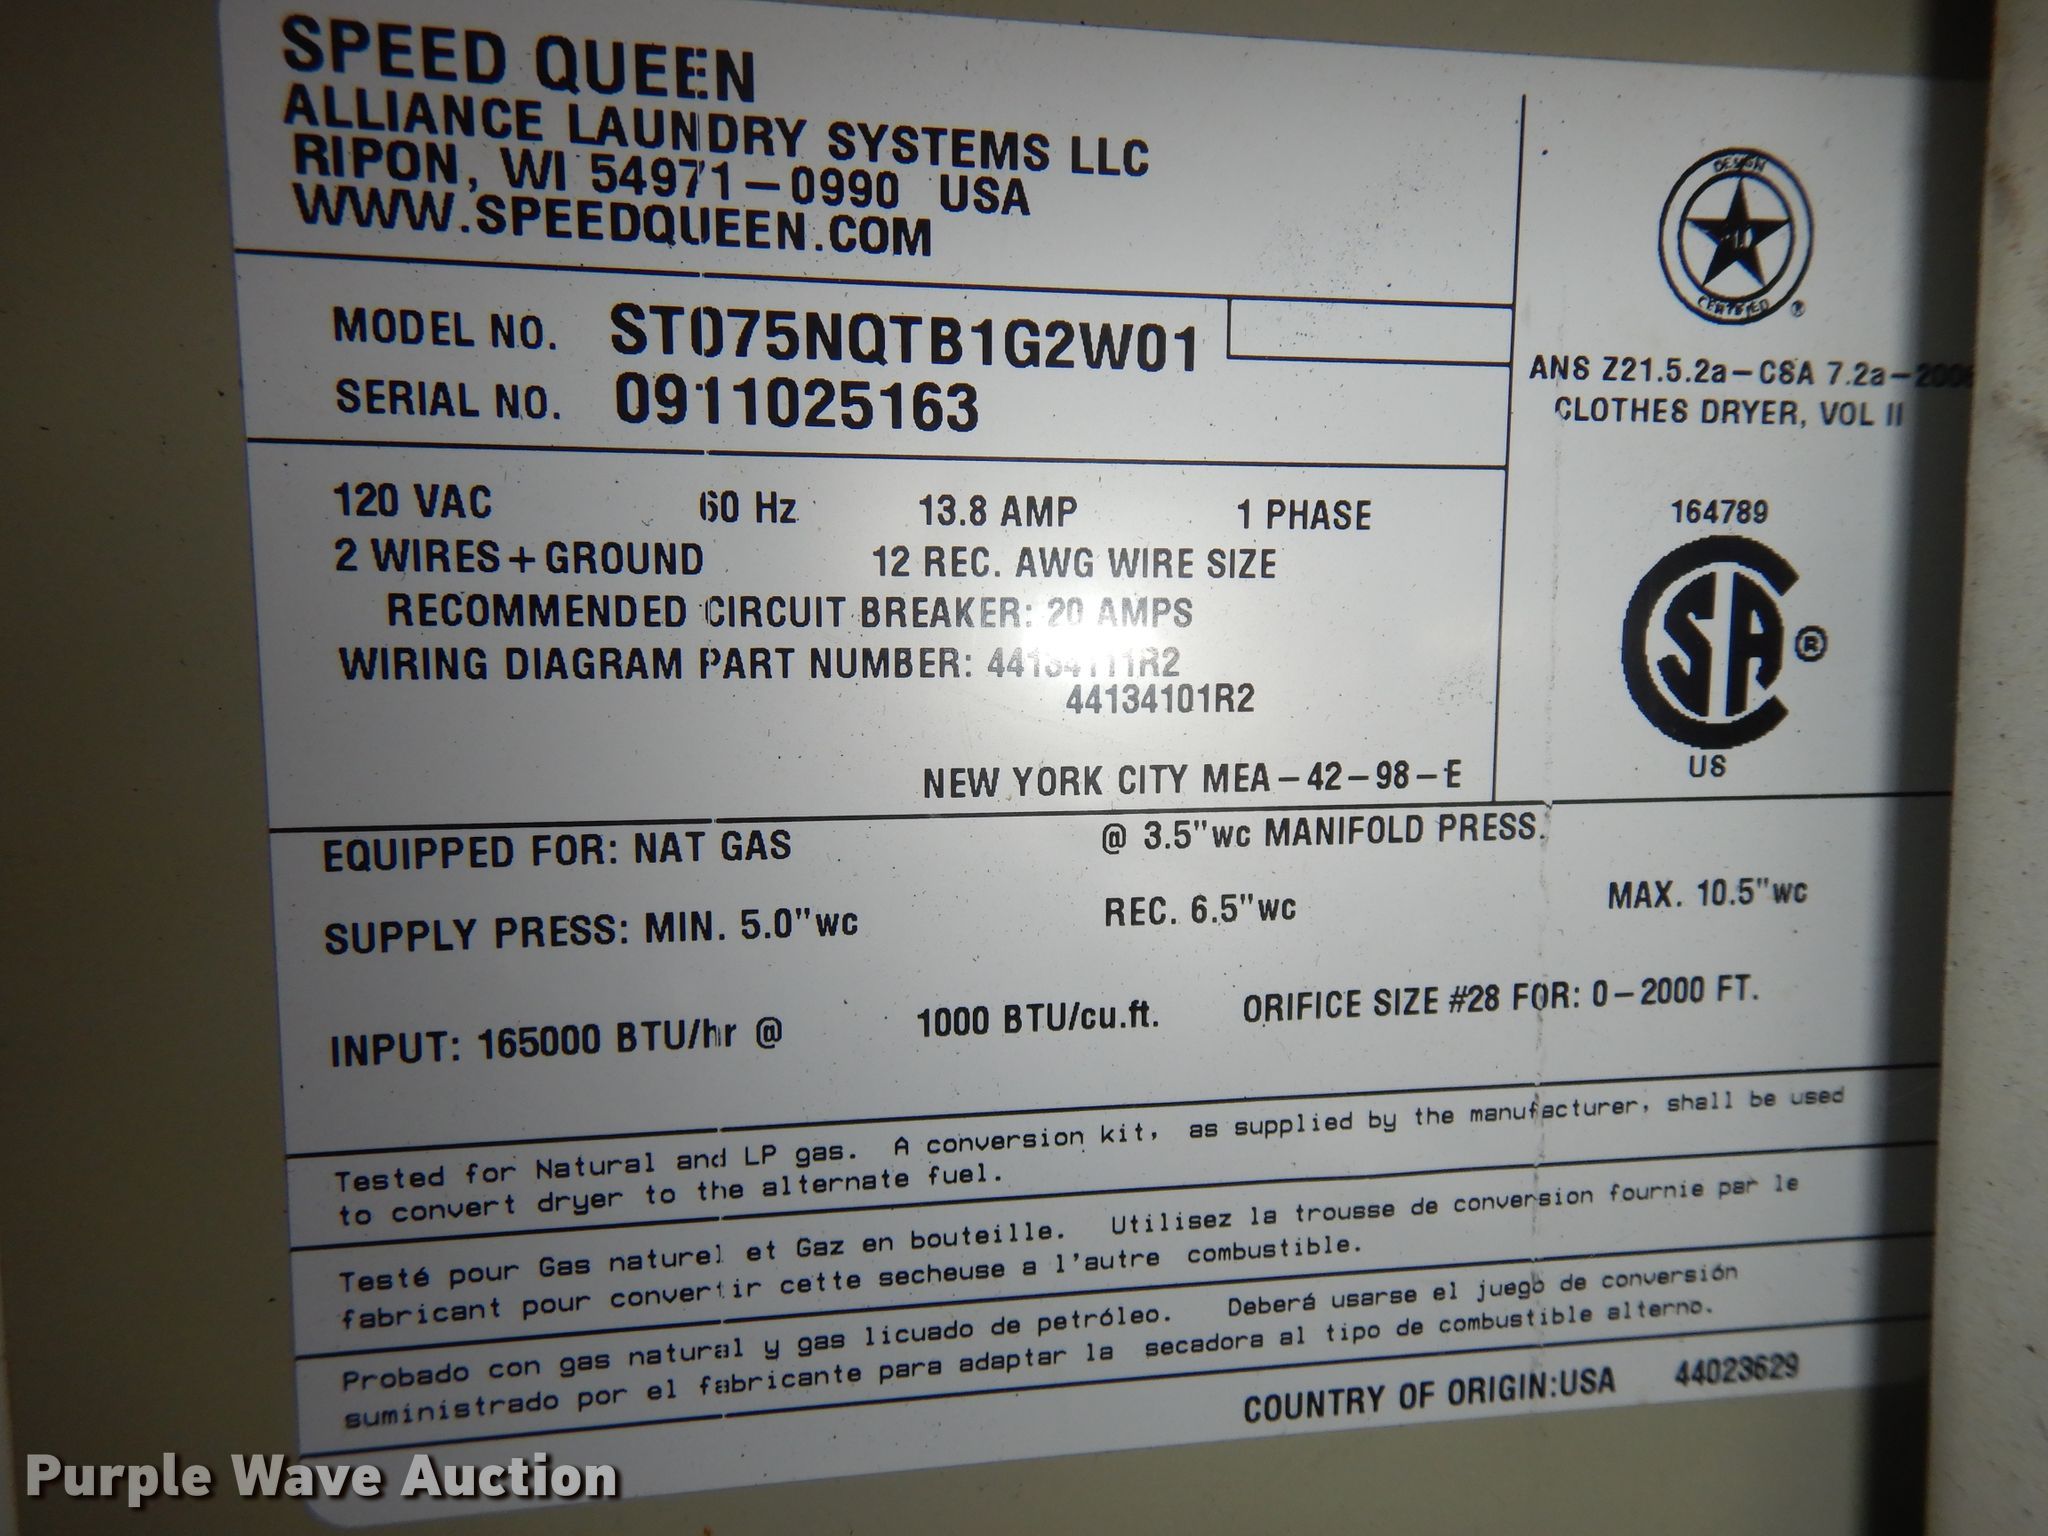 SPEED QUEEN
ALLIANCE LAUNDRY SYSTEMS LLC
RIPON, WI 54971-0990 USA
WWW.SPEEDQUEEN.COM
MODEL NO. ST075NQTB1G2W01
SERIAL NO. 0911025163
DESIGN
CERTIFIED ®
ANS Z21.5.2a-CSA 7.2a-
CLOTHES DRYER, VOL II
164789
CSA ®
US
120 VAC 60 Hz 13.8 AMP 1 PHASE
2 WIRES+GROUND 12 REC. AWG WIRE SIZE
RECOMMENDED CIRCUIT BREAKER: 20 AMPS
WIRING DIAGRAM PART NUMBER: 44134111R2
44134101R2
NEW YORK CITY MEA-42-98-E
EQUIPPED FOR: NAT GAS @ 3.5"wc MANIFOLD PRESS.
SUPPLY PRESS: MIN. 5.0"wc REC. 6.5"wc MAX. 10.5"wc
INPUT: 165000 BTU/hr @ 1000 BTU/cu.ft. ORIFICE SIZE #28 FOR: 0-2000 FT.
Tested for Natural and LP gas. A conversion kit, as supplied by the manufacturer, shall be used
to convert dryer to the alternate fuel.
Testé pour Gas naturel et Gaz en bouteille. Utilisez la trousse de conversion fournie par le
fabricant pour convertir cette secheuse a l'autre combustible.
Probado con gas natural y gas licuado de petróleo. Deberá usarse el juego de conversión
suministrado por el fabricante para adaptar la secadora al tipo de combustible alterno.
COUNTRY OF ORIGIN:USA 44023629
Purple Wave Auction